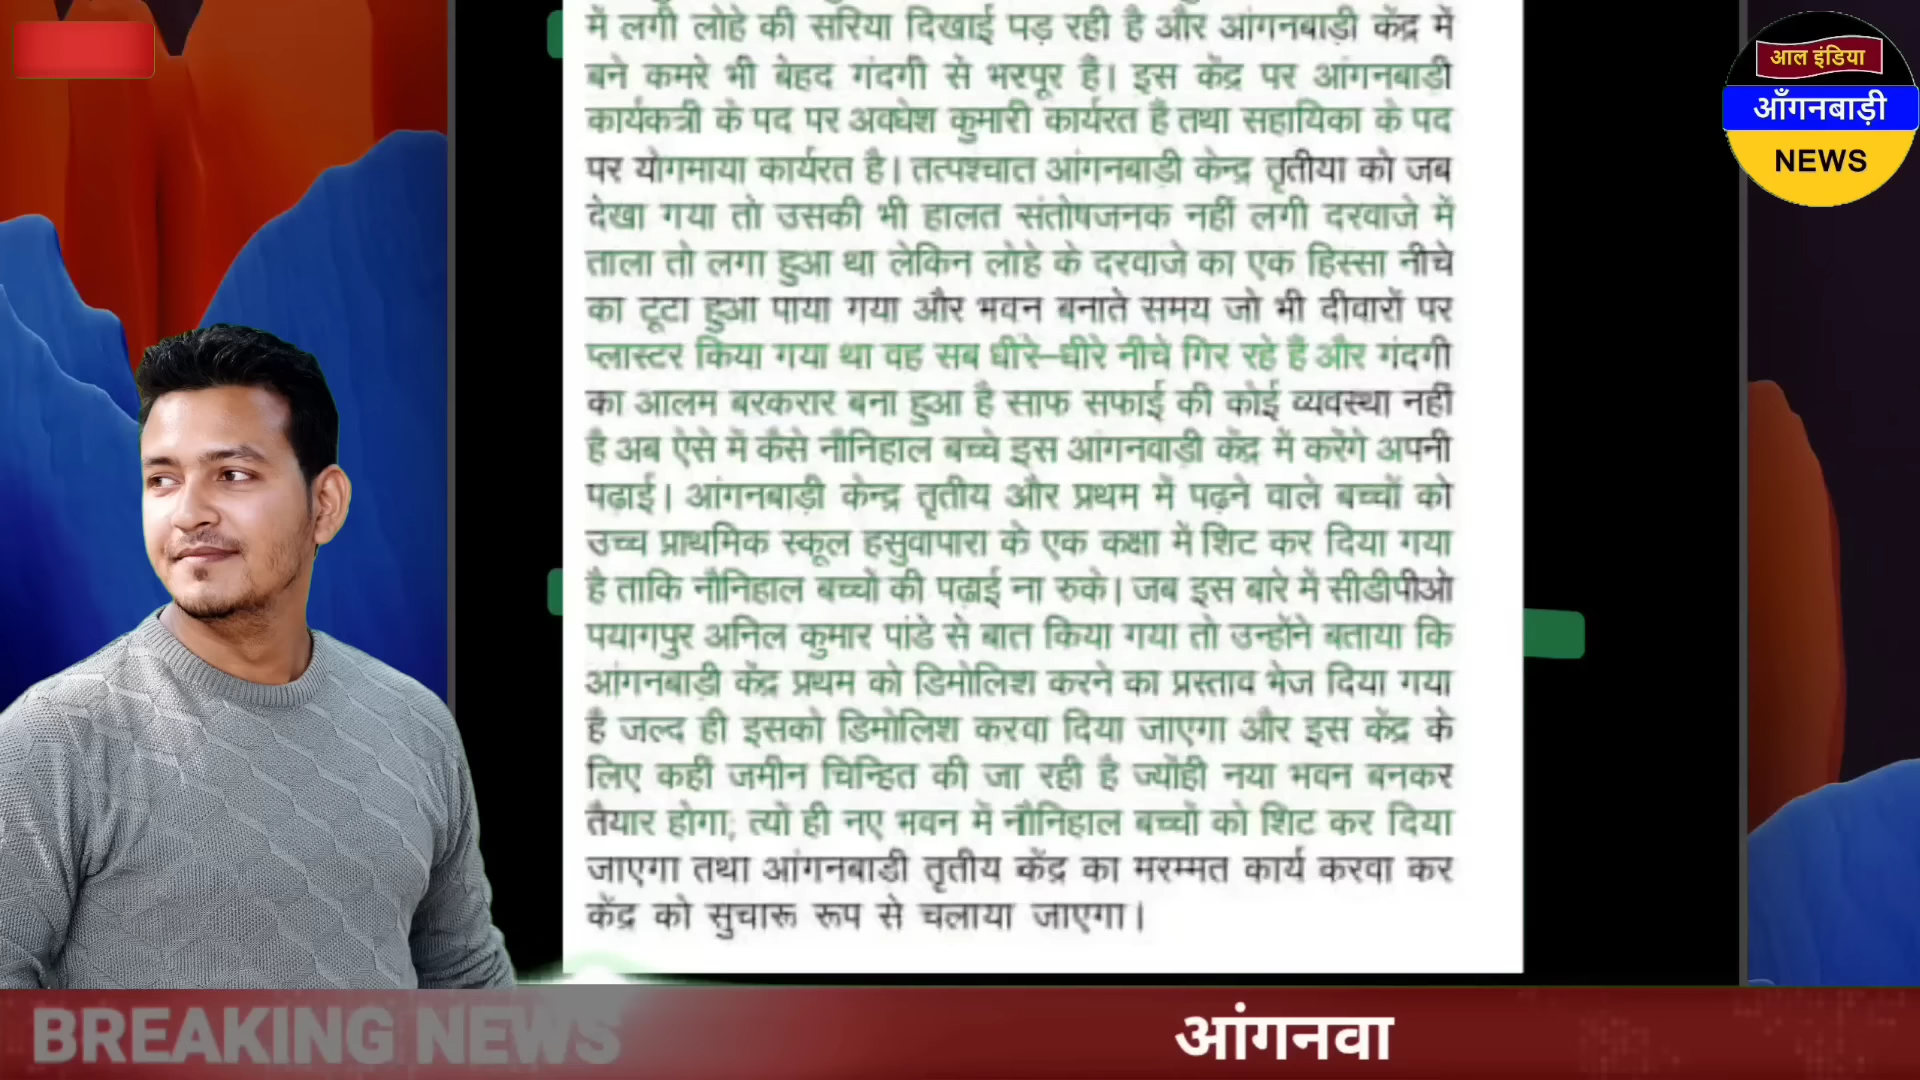 में लगी लोहे की सरिया दिखाई पड़ रही है और आंगनबाड़ी केंद्र में
बने कमरे भी बेहद गंदगी से भरपूर है। इस केंद्र पर आंगनबाडी
कार्यकत्री के पद पर अवधेश कुमारी कार्यरत है तथा सहायिका के पद
पर योगमाया कार्यरत है। तत्पश्चात आंगनबाडी केन्द्र तृतीया को जब
देखा गया तो उसकी भी हालत संतोषजनक नहीं लगी दरवाजे में
ताला तो लगा हुआ था लेकिन लोहे के दरवाजे का एक हिस्सा नीचे
का टूटा हुआ पाया गया और भवन बनाते समय जो भी दीवारों पर
प्लास्टर किया गया था वह सब धीरे–धीरे नीचे गिर रहे है और गंदगी
का आलम बरकरार बना हुआ है साफ सफाई की कोई व्यवस्था नहीं
है अब ऐसे में कैसे नौनिहाल बच्चे इस आंगनवाडी केंद्र में करेंगे अपनी
पढ़ाई। आंगनबाड़ी केन्द्र तृतीय और प्रथम में पढ़ने वाले बच्चों को
उच्च प्राथमिक स्कूल हसुवापारा के एक कक्षा में शिट कर दिया गया
है ताकि नौनिहाल बच्चों की पढाई ना रुके। जब इस बारे में सीडीपीओ
पयागपुर अनिल कुमार पांडे से बात किया गया तो उन्होंने बताया कि
आंगनबाड़ी केंद्र प्रथम को डिमोलिश करने का प्रस्ताव भेज दिया गया
है जल्द ही इसको डिमोलिश करवा दिया जाएगा और इस केंद्र के
लिए कहीं जमीन चिन्हित की जा रही है ज्योंही नया भवन बनकर
तैयार होगा, त्यो ही नए भवन में नौनिहाल बच्चों को शिट कर दिया
जाएगा तथा आंगनबाडी तृतीय केंद्र का मरम्मत कार्य करवा कर
केंद्र को सुचारू रूप से चलाया जाएगा।
आल इंडिया
आँगनबाड़ी
NEWS
BREAKING NEWS
आंगनवा